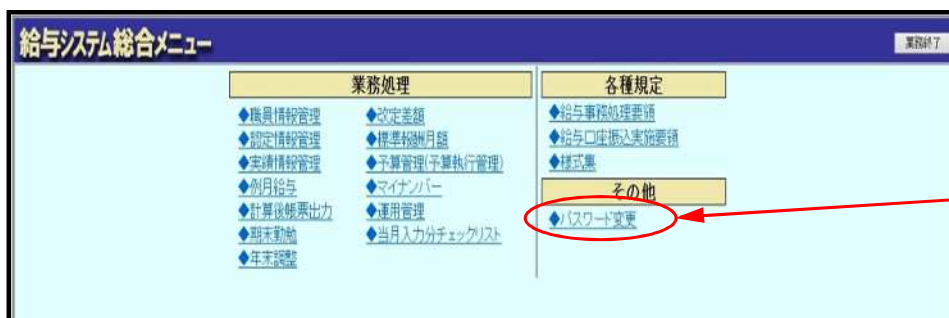 給与システム総合メニュー
業務終了
業務処理
◆職員情報管理
◆認定情報管理
◆実績情報管理
◆例月給与
◆計算後帳票出力
◆期末勤勉
◆年末調整
◆改定差額
◆標準報酬月額
◆予算管理(予算執行管理)
◆マイナンバー
◆運用管理
◆当月入力分チェックリスト
各種規定
◆給与事務処理要領
◆給与口座振込実施要領
◆様式集
その他
◆パスワード変更